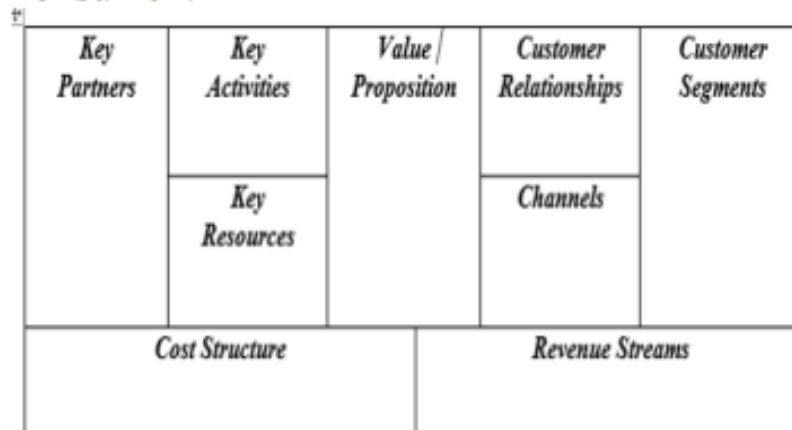 Key
Partners
Key
Activities
Key
Resources
Value /
Proposition
Customer
Relationships
Channels
Customer
Segments
Cost Structure
Revenue Streams